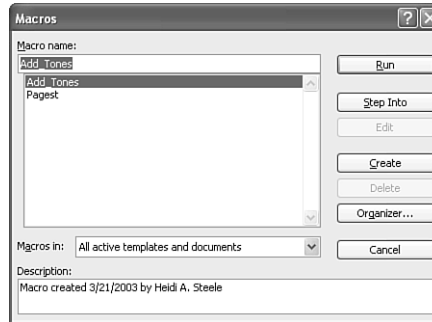 Macros
Macro name:
Add_Tones
Run
Add_Tones
Pagest
Step Into
Edit
Create
Delete
Organizer...
Macros in: All active templates and documents
Cancel
Description:
Macro created 3/21/2003 by Heidi A. Steele